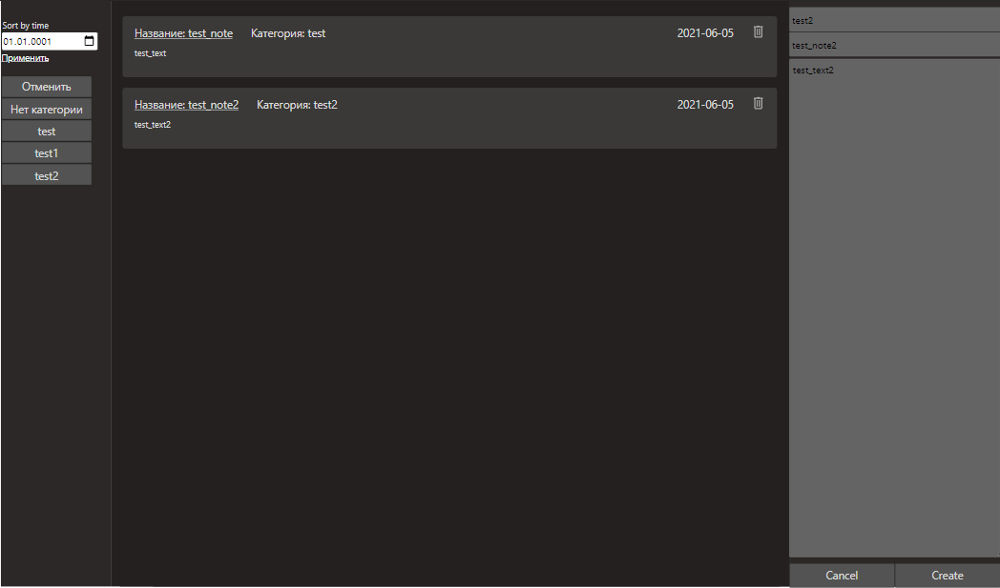 Sort by time
01.01.0001
Применить
Отменить
Нет категории
test
test1
test2
Название: test_note Категория: test 2021-06-05
test_text
Название: test_note2 Категория: test2 2021-06-05
test_text2
test2
test_note2
test_text2
Cancel Create